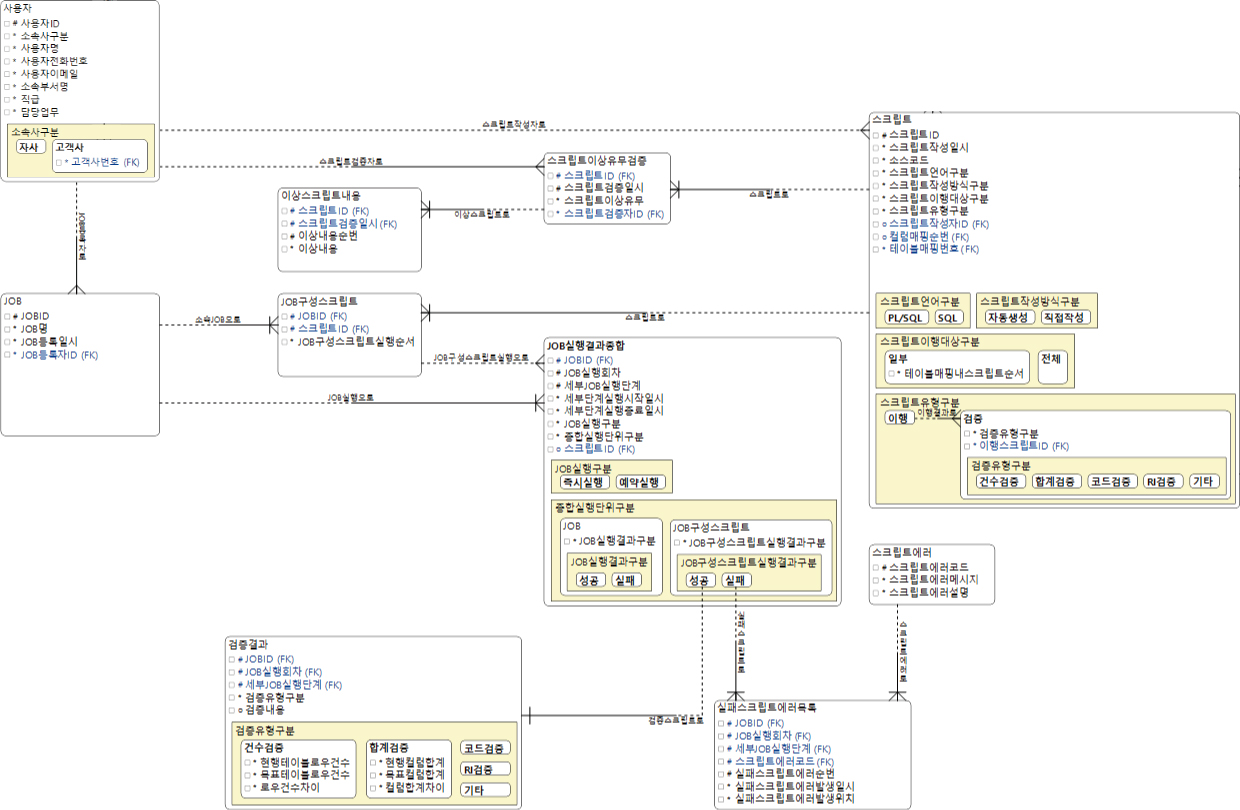 사용자
# 사용자ID
* 소속사구분
* 사용자명
* 사용자전화번호
* 사용자이메일
* 소속부서명
* 직급
* 담당업무
소속사구분
자사
고객사
* 고객사번호 (FK)
스크립트작성자로
스크립트검증자로
JOB등록자로
스크립트이상유무검증
# 스크립트ID (FK)
# 스크립트검증일시
* 스크립트이상유무
* 스크립트검증자ID (FK)
스크립트로
이상스크립트로
이상스크립트내용
# 스크립트ID (FK)
# 스크립트검증일시(FK)
# 이상내용순번
* 이상내용
스크립트
# 스크립트ID
* 스크립트작성일시
* 소스코드
* 스크립트언어구분
* 스크립트작성방식구분
* 스크립트이행대상구분
* 스크립트유형구분
o 스크립트작성자ID (FK)
o 컬럼매핑순번 (FK)
* 테이블매핑번호(FK)
스크립트언어구분
PL/SQL
SQL
스크립트작성방식구분
자동생성
직접작성
스크립트이행대상구분
일부
* 테이블매핑내스크립트순서
전체
스크립트유형구분
이행
이행결과로
검증
* 검증유형구분
* 이행스크립트ID (FK)
검증유형구분
건수검증
합계검증
코드검증
RI검증
기타
JOB
# JOBID
* JOB명
* JOB등록일시
* JOB등록자ID (FK)
소속JOB으로
JOB구성스크립트
# JOBID (FK)
# 스크립트ID (FK)
* JOB구성스크립트실행순서
스크립트로
JOB구성스크립트실행으로
JOB실행으로
JOB실행결과종합
# JOBID (FK)
# JOB실행회차
# 세부JOB실행단계
* 세부단계실행시작일시
* 세부단계실행종료일시
* JOB실행구분
* 종합실행단위구분
o 스크립트ID (FK)
JOB실행구분
즉시실행
예약실행
종합실행단위구분
JOB
* JOB실행결과구분
JOB실행결과구분
성공
실패
JOB구성스크립트
* JOB구성스크립트실행결과구분
JOB구성스크립트실행결과구분
성공
실패
스크립트에러
# 스크립트에러코드
* 스크립트에러메시지
* 스크립트에러설명
실패스크립트로
스크립트에러로
검증스크립트로
검증결과
# JOBID (FK)
# JOB실행회차 (FK)
# 세부JOB실행단계 (FK)
* 검증유형구분
o 검증내용
검증유형구분
건수검증
* 현행테이블로우건수
* 목표테이블로우건수
* 로우건수차이
합계검증
* 현행컬럼합계
* 목표컬럼합계
* 컬럼합계차이
코드검증
RI검증
기타
실패스크립트에러목록
# JOBID (FK)
# JOB실행회차 (FK)
# 세부JOB실행단계 (FK)
# 스크립트에러코드(FK)
# 실패스크립트에러순번
* 실패스크립트에러발생일시
* 실패스크립트에러발생위치